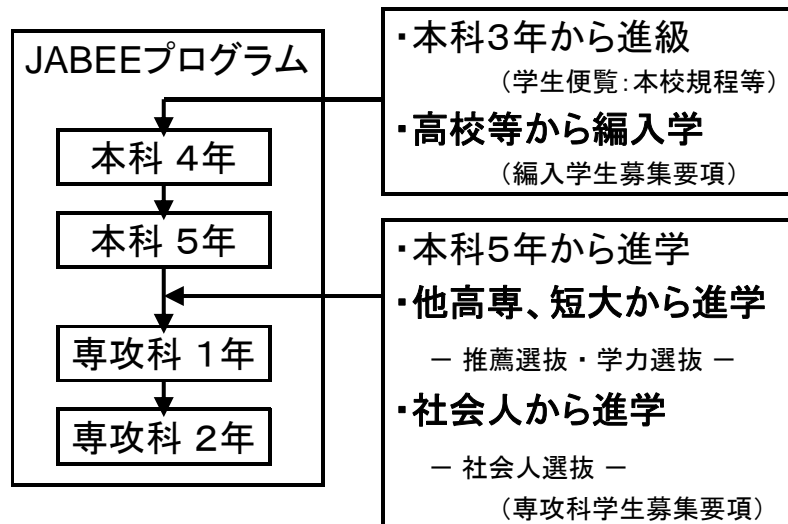 JABEEプログラム
本科 4年
本科 5年
専攻科 1年
専攻科 2年
・本科3年から進級
（学生便覧：本校規程等）
・高校等から編入学
（編入学生募集要項）
・本科5年から進学
・他高専、短大から進学
－ 推薦選抜・学力選抜 －
・社会人から進学
－ 社会人選抜 －
（専攻科学生募集要項）